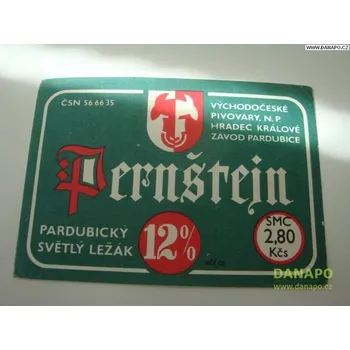 WWW.DANAPO.CZ
ČSN 56 66 35
VÝCHODOČESKÉ
PIVOVARY, N. P.
HRADEC KRÁLOVÉ
ZÁVOD PARDUBICE
Pernštejn
PARDUBICKÝ
SVĚTLÝ LEŽÁK
12%
SMC
2,80
Kčs
DANAPO
www.danapo.cz